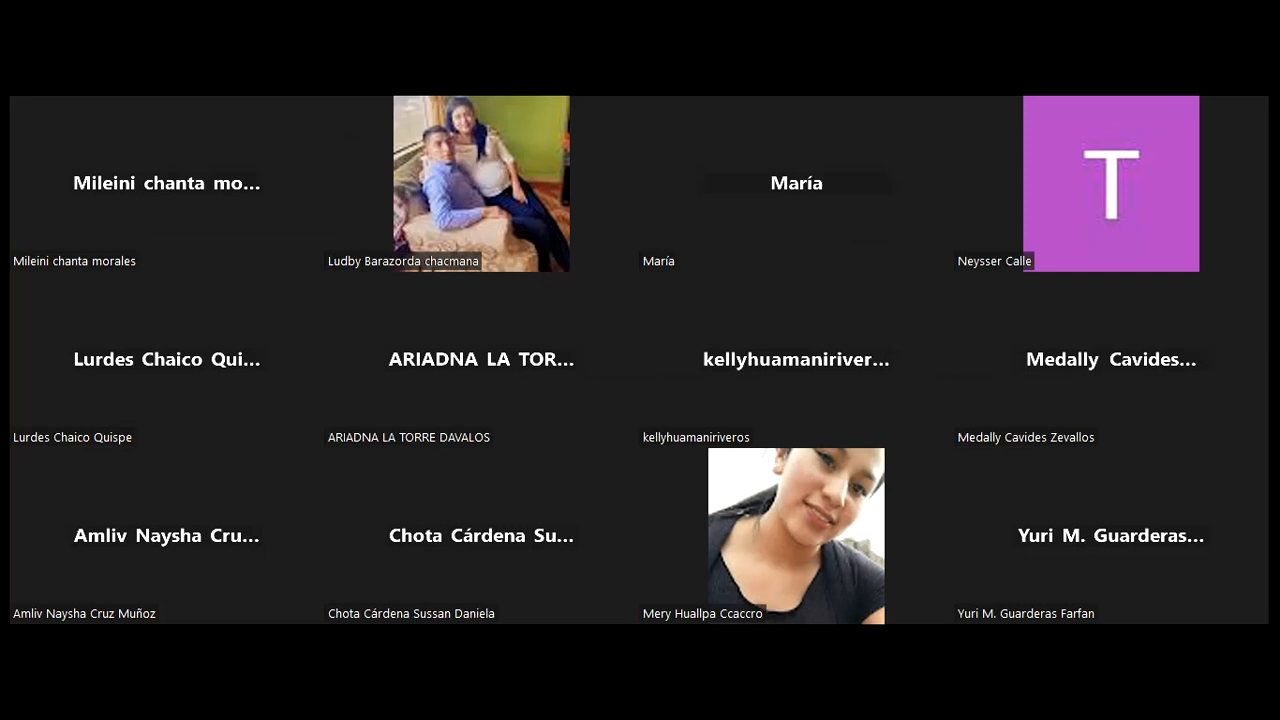 Mileini chanta mo...
Mileini chanta morales
Ludby Barazorda chacmana
María
María
T
Neysser Calle
Lurdes Chaico Qui...
Lurdes Chaico Quispe
ARIADNA LA TOR...
ARIADNA LA TORRE DAVALOS
kellyhuamaniriver...
kellyhuamaniriveros
Medally Cavides...
Medally Cavides Zevallos
Amliv Naysha Cru...
Amliv Naysha Cruz Muñoz
Chota Cárdena Su...
Chota Cárdena Sussan Daniela
Mery Huallpa Ccaccro
Yuri M. Guarderas...
Yuri M. Guarderas Farfan